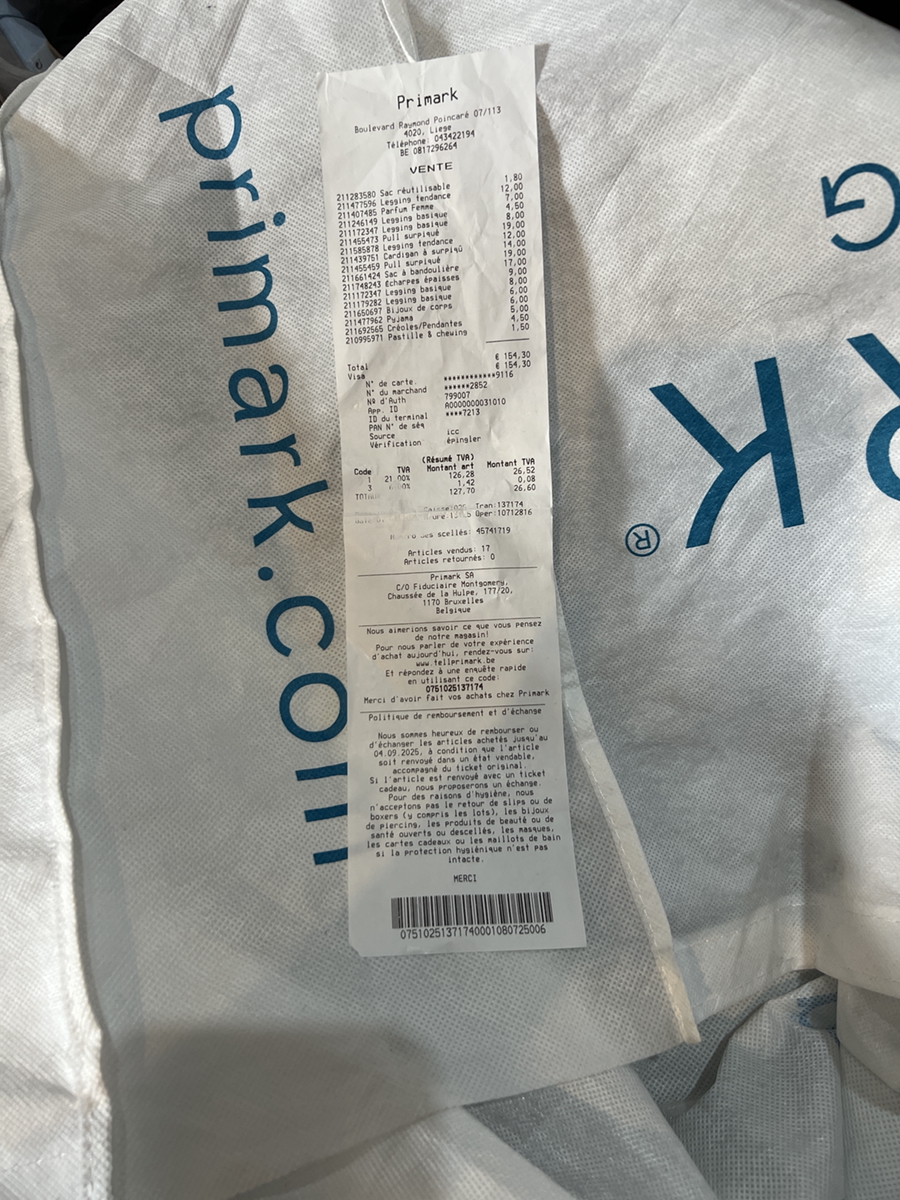 primark.com
G
RK
®
Primark
Boulevard Raymond Poincaré 07/113
4020, Liege
Téléphone: 043422194
BE 0817296264
VENTE
211283580 Sac réutilisable 1,80
211477596 Legging tendance 12,00
211407485 Parfum Femme 7,00
211246149 Legging basique 4,50
211172347 Legging basique 8,00
211455473 Pull surpiqué 19,00
211585878 Legging tendance 12,00
211439751 Cardigan à surpiqû 14,00
211455459 Pull surpiqué 19,00
211661424 Sac à bandoulière 17,00
211748243 Écharpes épaisses 9,00
211172347 Legging basique 8,00
211179282 Legging basique 6,00
211650697 Bijoux de corps 6,00
211477962 Pyjama 5,00
211692565 Créoles/Pendantes 4,50
210995971 Pastille & chewing 1,50
Total € 154,30
Visa € 154,30
N° de carte. ************9116
N° du marchand ******2852
Nº d'Auth 799007
App. ID A0000000031010
ID du terminal ****7213
PAN N° de séq
Source icc
Vérification épingler
(Résumé TVA)
Code TVA Montant art Montant TVA
1 21.00% 126,28 26,52
3 1,42 0,08
127,70 26,60
Tran:137174
Oper:10712816
scellés: 45741719
Articles vendus: 17
Articles retournés: 0
Primark SA
C/O Fiduciaire Montgomery,
Chaussée de la Hulpe, 177/20,
1170 Bruxelles
Belgique
Nous aimerions savoir ce que vous pensez
de notre magasin!
Pour nous parler de votre expérience
d'achat aujourd'hui, rendez-vous sur:
www.tellprimark.be
Et répondez à une enquête rapide
en utilisant ce code:
0751025137174
Merci d'avoir fait vos achats chez Primark
Politique de remboursement et d'échange
Nous sommes heureux de rembourser ou
d'échanger les articles achetés jusqu'au
04.09.2025, à condition que l'article
soit renvoyé dans un état vendable,
accompagné du ticket original.
Si l'article est renvoyé avec un ticket
cadeau, nous proposerons un échange.
Pour des raisons d'hygiène, nous
n'acceptons pas le retour de slips ou de
boxers (y compris les lots), les bijoux
de piercing, les produits de beauté ou de
santé ouverts ou descellés, les masques,
les cartes cadeaux ou les maillots de bain
si la protection hygiénique n'est pas
intacte.
MERCI
07510251371740001080725006